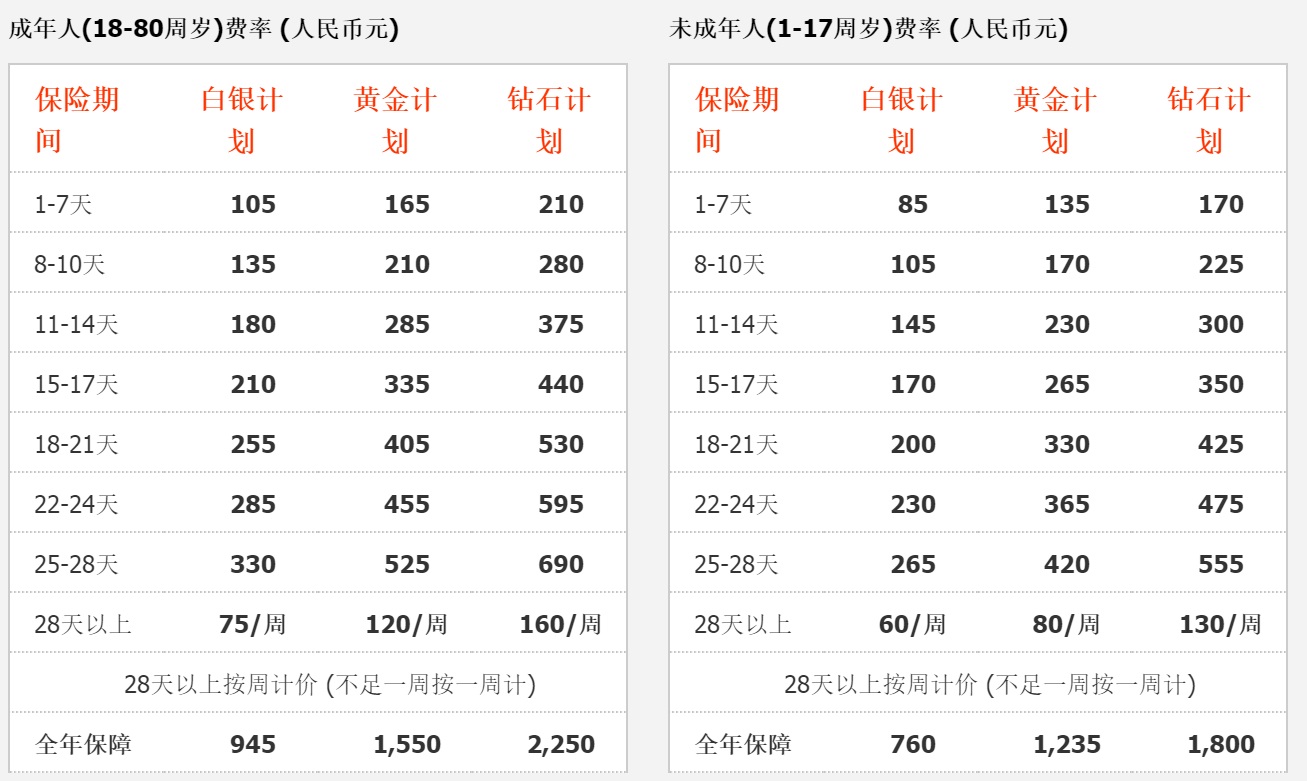 成年人(18-80周岁)费率 (人民币元)
保险期间 白银计划 黄金计划 钻石计划
1-7天 105 165 210
8-10天 135 210 280
11-14天 180 285 375
15-17天 210 335 440
18-21天 255 405 530
22-24天 285 455 595
25-28天 330 525 690
28天以上 75/周 120/周 160/周
28天以上按周计价 (不足一周按一周计)
全年保障 945 1,550 2,250
未成年人(1-17周岁)费率 (人民币元)
保险期间 白银计划 黄金计划 钻石计划
1-7天 85 135 170
8-10天 105 170 225
11-14天 145 230 300
15-17天 170 265 350
18-21天 200 330 425
22-24天 230 365 475
25-28天 265 420 555
28天以上 60/周 80/周 130/周
28天以上按周计价 (不足一周按一周计)
全年保障 760 1,235 1,800